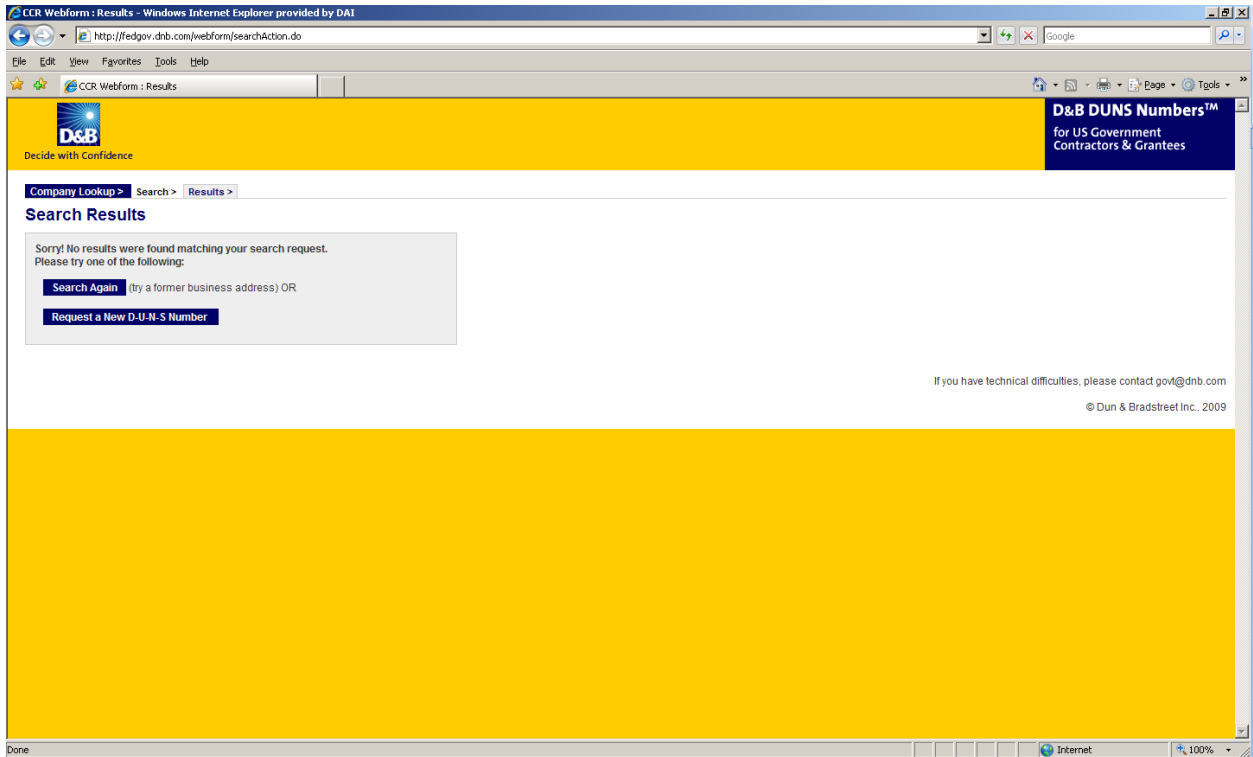 CCR Webform : Results - Windows Internet Explorer provided by DAI
http://fedgov.dnb.com/webform/searchAction.do
Google
File Edit View Favorites Tools Help
CCR Webform : Results
Page Tools
D&B
Decide with Confidence
D&B DUNS Numbers™
for US Government
Contractors & Grantees
Company Lookup > Search > Results >
Search Results
Sorry! No results were found matching your search request.
Please try one of the following:
Search Again (try a former business address) OR
Request a New D-U-N-S Number
If you have technical difficulties, please contact govt@dnb.com
© Dun & Bradstreet Inc., 2009
Done Internet 100%